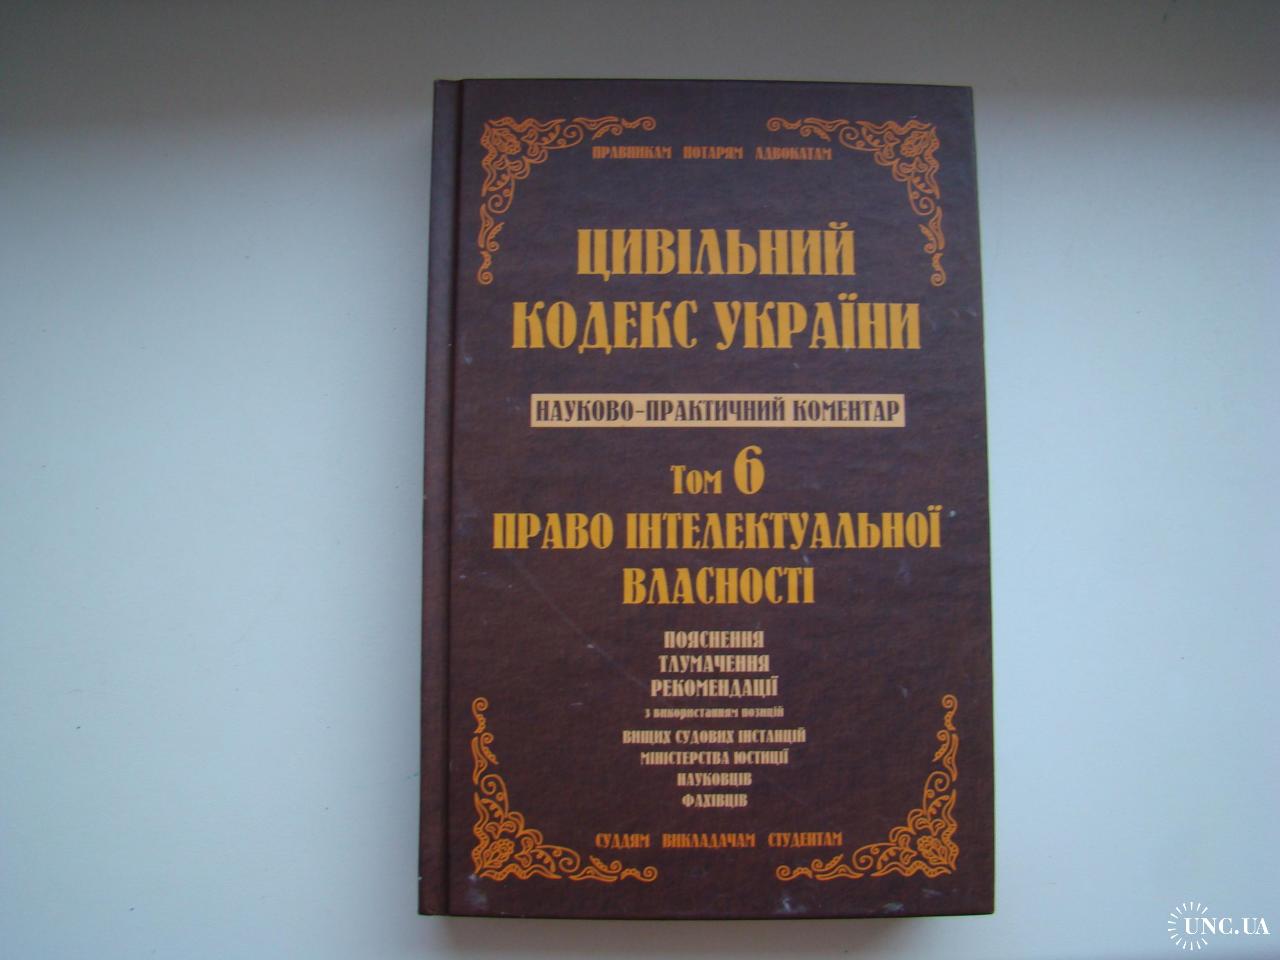 ПРАВНИКАМ НОТАРЯМ АДВОКАТАМ
ЦИВІЛЬНИЙ
КОДЕКС УКРАЇНИ
НАУКОВО-ПРАКТИЧНИЙ КОМЕНТАР
Том 6
ПРАВО ІНТЕЛЕКТУАЛЬНОЇ
ВЛАСНОСТІ
ПОЯСНЕННЯ
ТЛУМАЧЕННЯ
РЕКОМЕНДАЦІЇ
з використанням позицій
ВИЩИХ СУДОВИХ ІНСТАНЦІЙ
МІНІСТЕРСТВА ЮСТИЦІЇ
НАУКОВЦІВ
ФАХІВЦІВ
СУДДЯМ ВИКЛАДАЧАМ СТУДЕНТАМ
UNC.UA